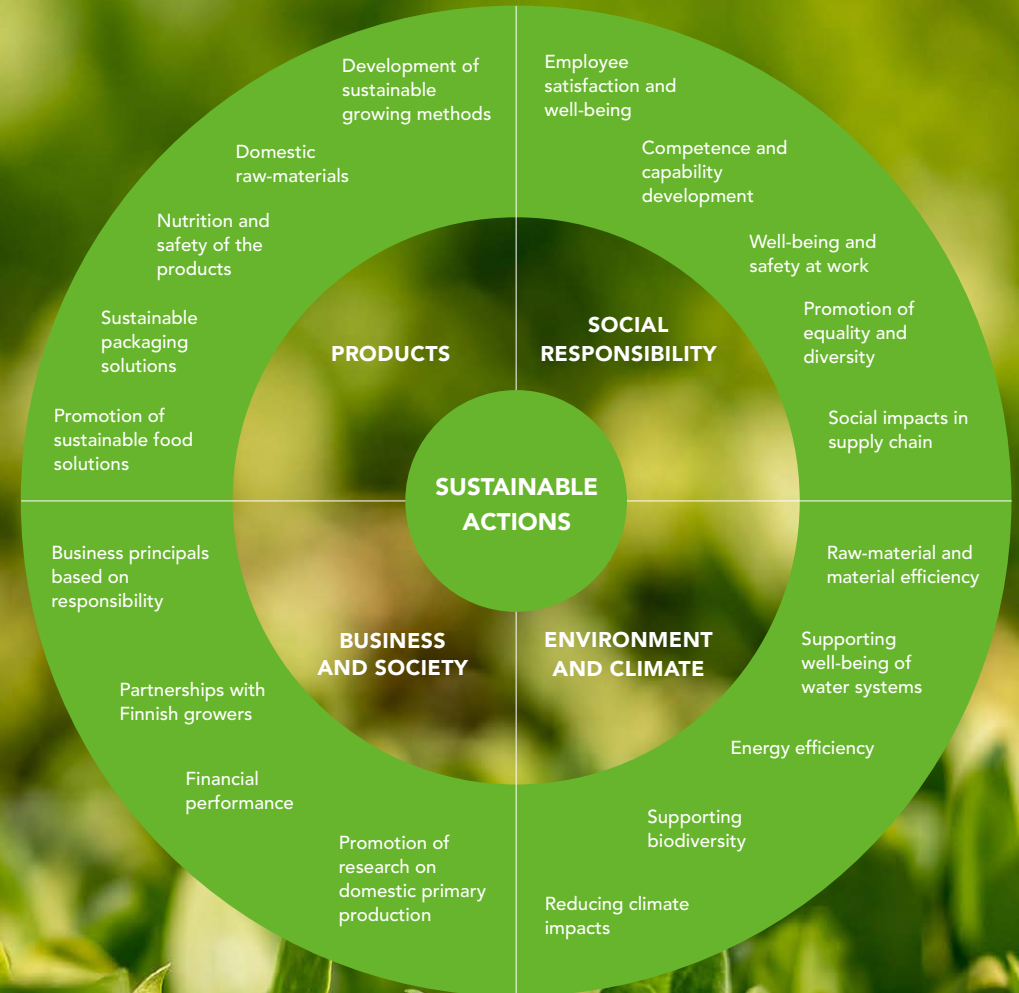 Development of
sustainable
growing methods
Domestic
raw-materials
Nutrition and
safety of the
products
Sustainable
packaging
solutions
Promotion of
sustainable food
solutions
PRODUCTS
Employee
satisfaction and
well-being
Competence and
capability
development
Well-being and
safety at work
Promotion of
equality and
diversity
Social impacts in
supply chain
SOCIAL
RESPONSIBILITY
SUSTAINABLE
ACTIONS
Business principals
based on
responsibility
Partnerships with
Finnish growers
Financial
performance
Promotion of
research on
domestic primary
production
BUSINESS
AND SOCIETY
ENVIRONMENT
AND CLIMATE
Raw-material and
material efficiency
Supporting
well-being of
water systems
Energy efficiency
Supporting
biodiversity
Reducing climate
impacts